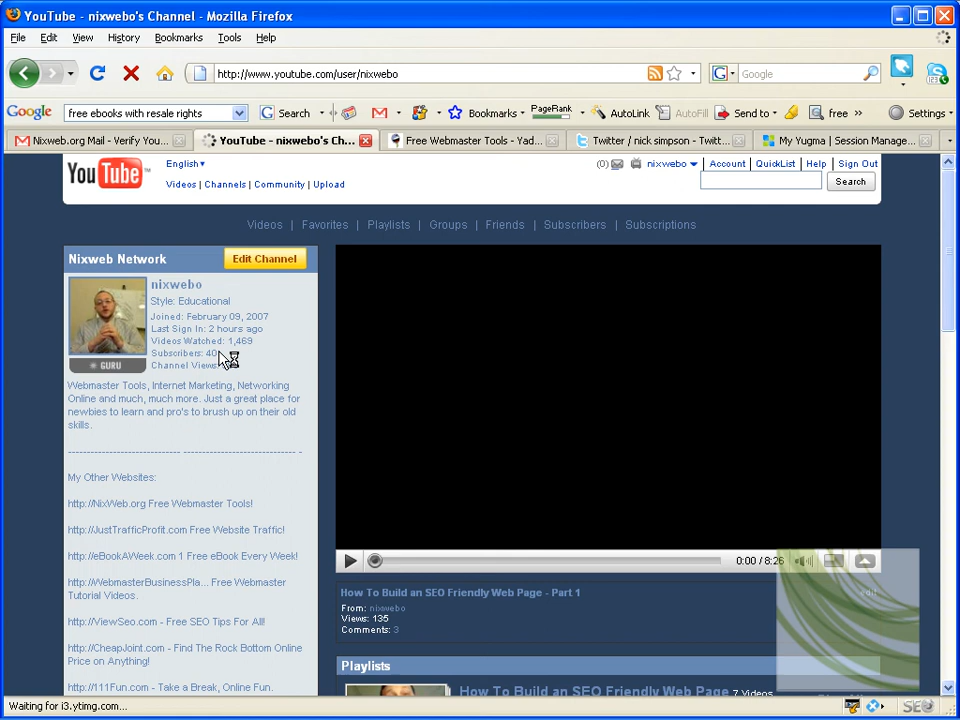 YouTube - nixwebo's Channel - Mozilla Firefox
File Edit View History Bookmarks Tools Help
http://www.youtube.com/user/nixwebo
G Google
Google free ebooks with resale rights G Search Bookmarks PageRank AutoLink AutoFill Send to free » Settings
Nixweb.org Mail - Verify You... YouTube - nixwebo's Ch... Free Webmaster Tools - Yad... Twitter / nick simpson - Twitt... My Yugma | Session Manage...
YouTube™
English
(0) nixwebo | Account | QuickList | Help | Sign Out
Videos | Channels | Community | Upload
Search
Videos | Favorites | Playlists | Groups | Friends | Subscribers | Subscriptions
Nixweb Network
Edit Channel
nixwebo
Style: Educational
Joined: February 09, 2007
Last Sign In: 2 hours ago
Videos Watched: 1,469
Subscribers: 40
Channel Views:
GURU
Webmaster Tools, Internet Marketing, Networking
Online and much, much more. Just a great place for
newbies to learn and pro's to brush up on their old
skills.
------------------------------ ------------------------------ -
My Other Websites:
http://NixWeb.org Free Webmaster Tools!
http://JustTrafficProfit.com Free Website Traffic!
http://eBookAWeek.com 1 Free eBook Every Week!
http://WebmasterBusinessPla... Free Webmaster
Tutorial Videos.
http://ViewSeo.com - Free SEO Tips For All!
http://CheapJoint.com - Find The Rock Bottom Online
Price on Anything!
http://111Fun.com - Take a Break, Online Fun.
0:00 / 8:26
How To Build an SEO Friendly Web Page - Part 1
edit
From: nixwebo
Views: 135
Comments: 3
Playlists
How To Build an SEO Friendly Web Page 7 Videos
Waiting for i3.ytimg.com...
SEO